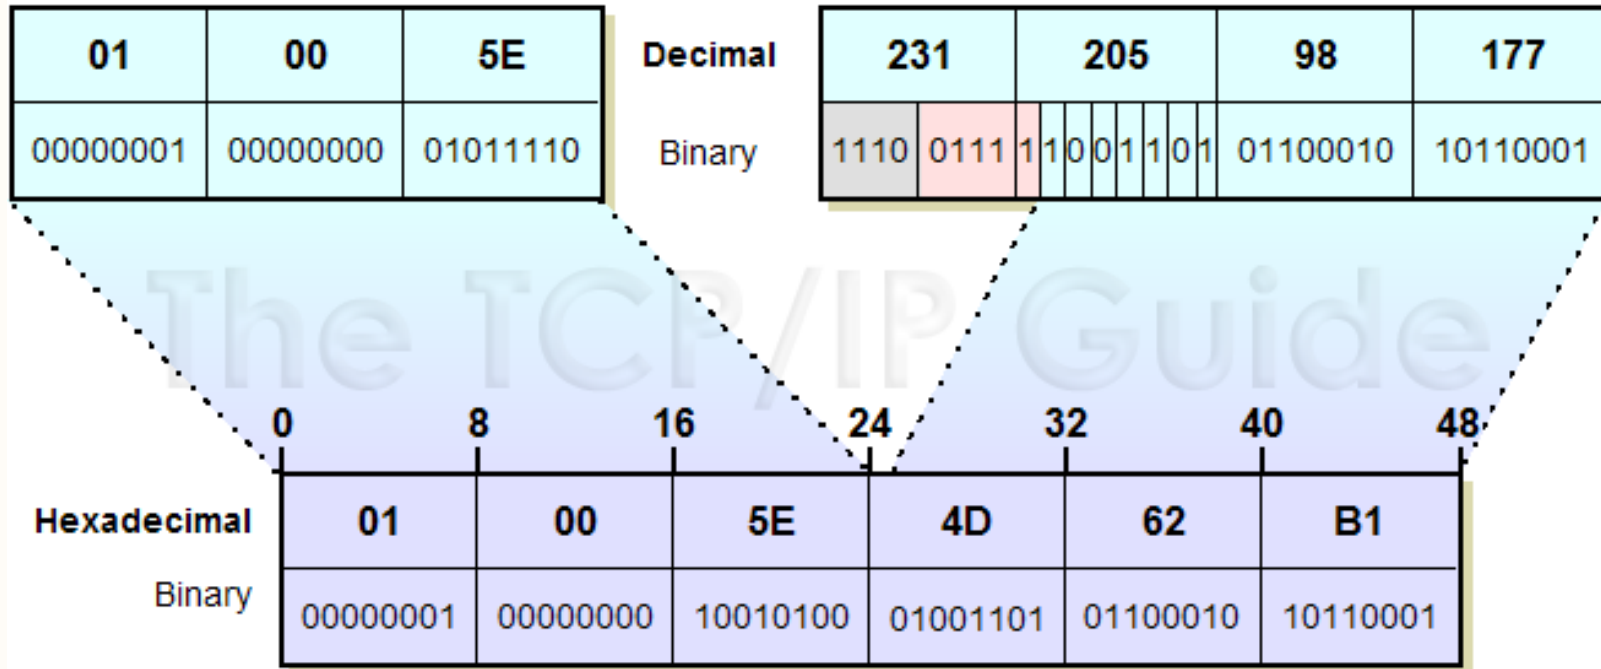 01 00 5E Decimal 231 205 98 177
00000001 00000000 01011110 Binary 1110 0111 1 1 0 0 1 1 0 1 01100010 10110001
The TCP/IP Guide
0 8 16 24 32 40 48
Hexadecimal 01 00 5E 4D 62 B1
Binary 00000001 00000000 10010100 01001101 01100010 10110001